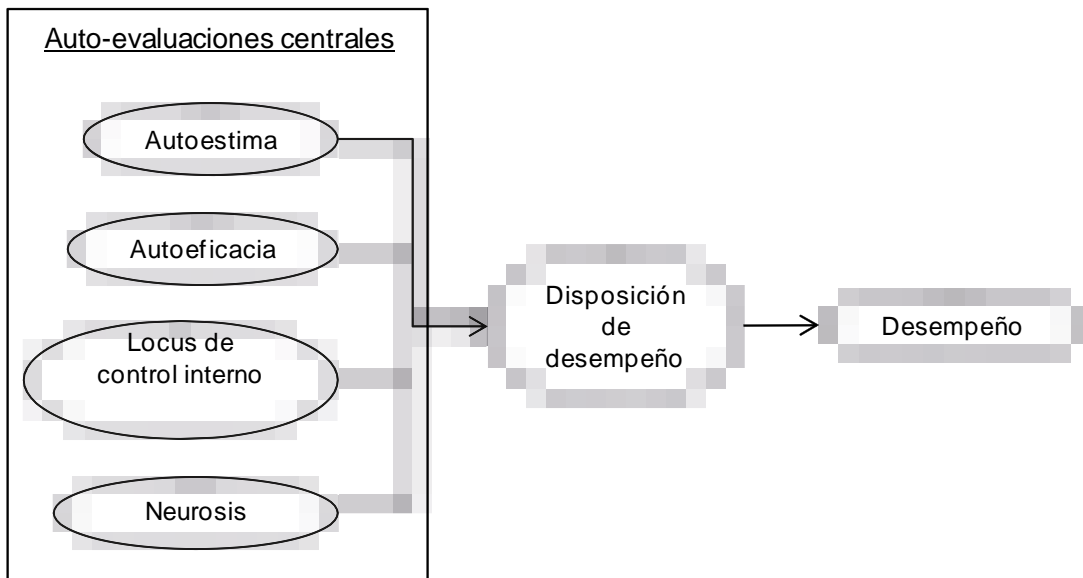 Auto-evaluaciones centrales
Autoestima
Autoeficacia
Locus de
control interno
Neurosis
Disposición
de
desempeño
Desempeño